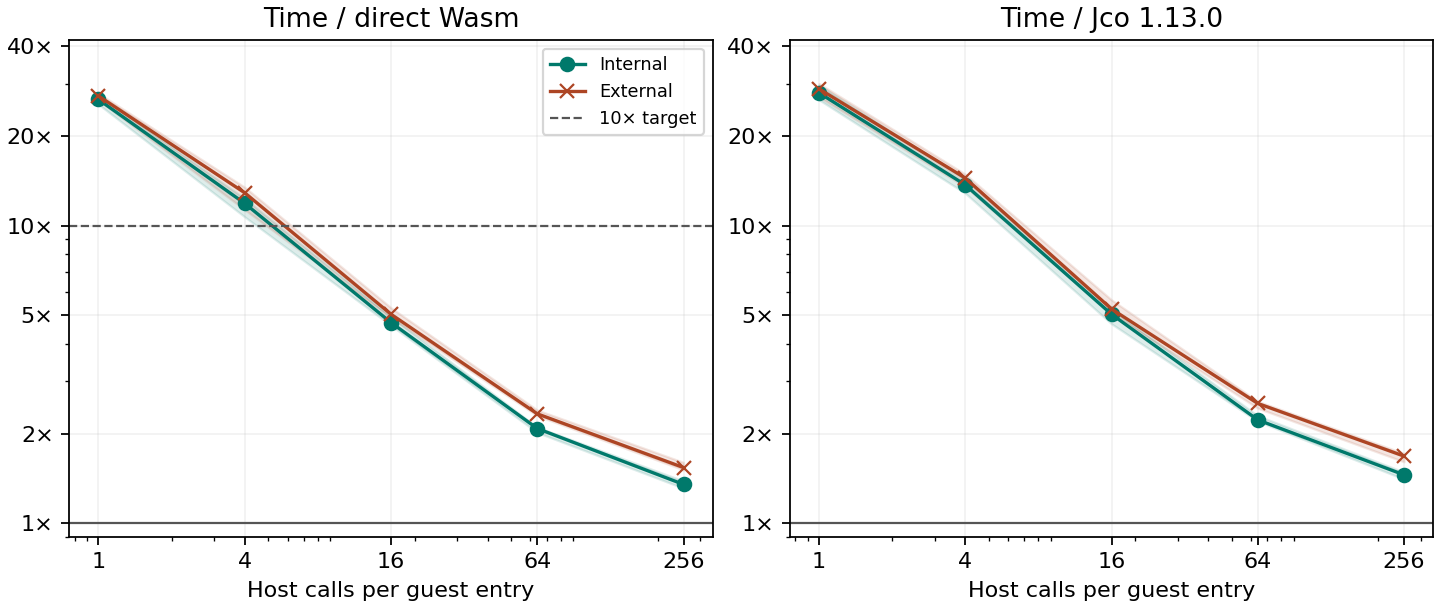 Time / direct Wasm
40×
20×
10×
5×
2×
1×
Internal
External
10× target
1 4 16 64 256
Host calls per guest entry
Time / Jco 1.13.0
40×
20×
10×
5×
2×
1×
1 4 16 64 256
Host calls per guest entry